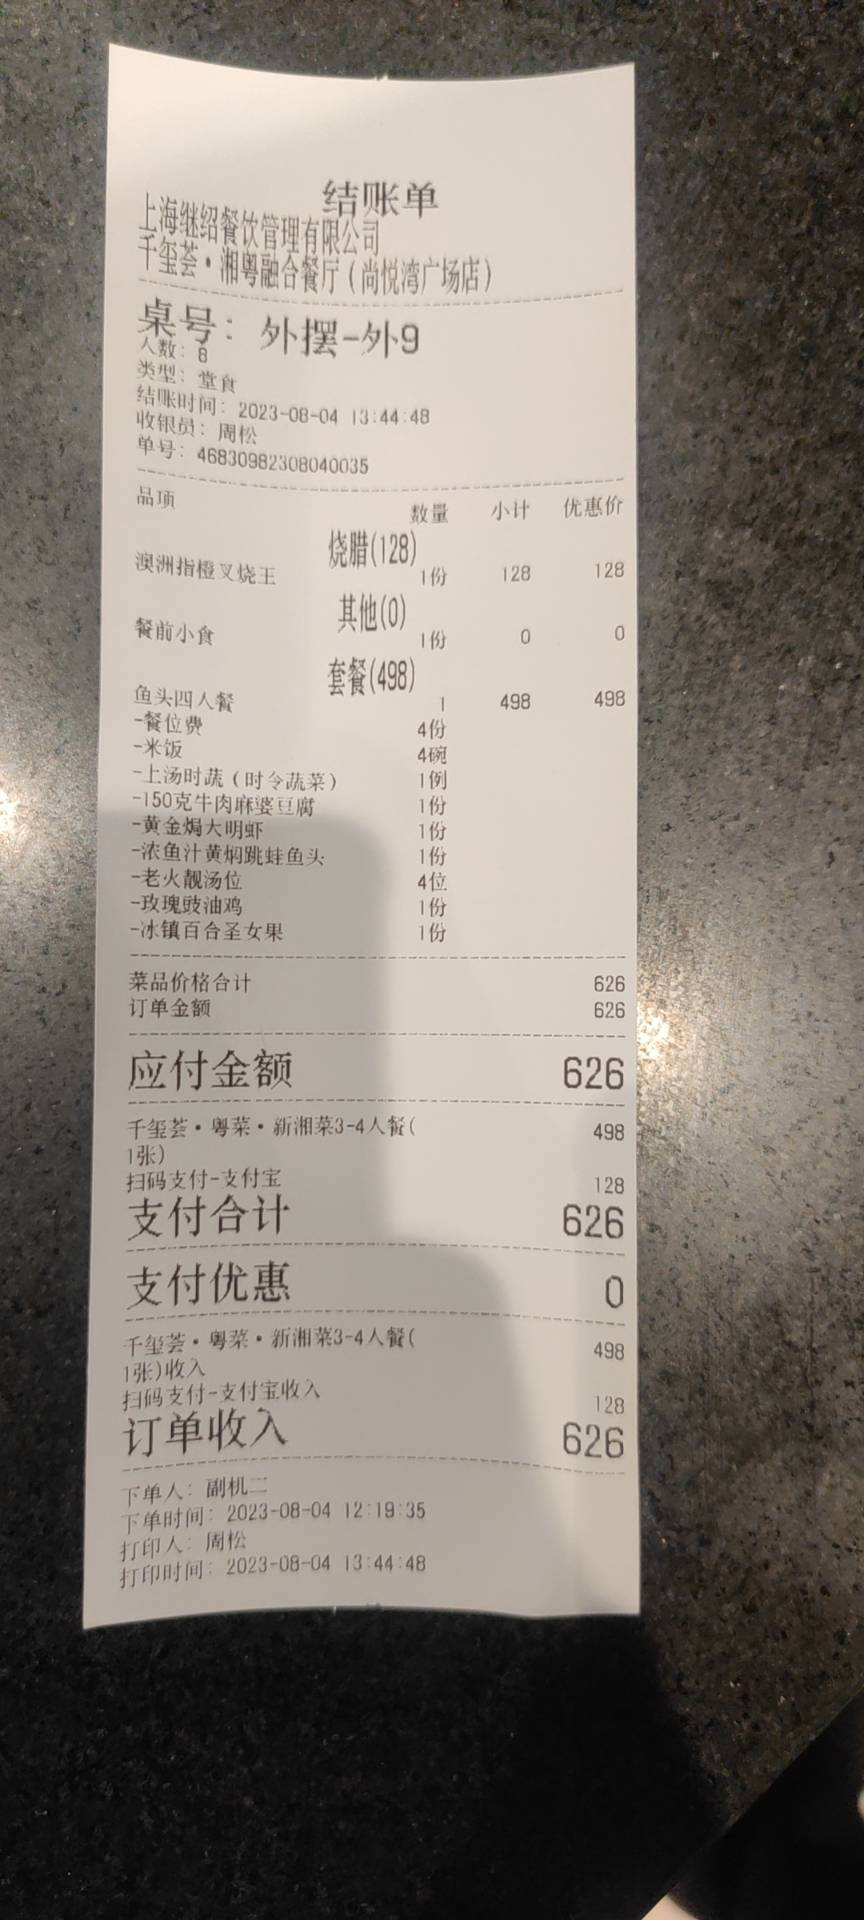 结账单
上海继绍餐饮管理有限公司
千玺荟·湘粤融合餐厅(尚悦湾广场店)
桌号: 外摆-外9
人数: 8
类型: 堂食
结账时间: 2023-08-04 13:44:48
收银员: 周松
单号: 46830982308040035
品项 数量 小计 优惠价
烧腊(128)
澳洲指橙叉烧王 1份 128 128
其他(0)
餐前小食 1份 0 0
套餐(498)
鱼头四人餐 1 498 498
-餐位费 4份
-米饭 4碗
-上汤时蔬(时令蔬菜) 1例
-150克牛肉麻婆豆腐 1份
-黄金焗大明虾 1份
-浓鱼汁黄焖跳蛙鱼头 1份
-老火靓汤位 4位
-玫瑰豉油鸡 1份
-冰镇百合圣女果 1份
菜品价格合计 626
订单金额 626
应付金额 626
千玺荟·粤菜·新湘菜3-4人餐( 498
1张)
扫码支付-支付宝 128
支付合计 626
支付优惠 0
千玺荟·粤菜·新湘菜3-4人餐( 498
1张)收入
扫码支付-支付宝收入 128
订单收入 626
下单人: 副机二
下单时间: 2023-08-04 12:19:35
打印人: 周松
打印时间: 2023-08-04 13:44:48